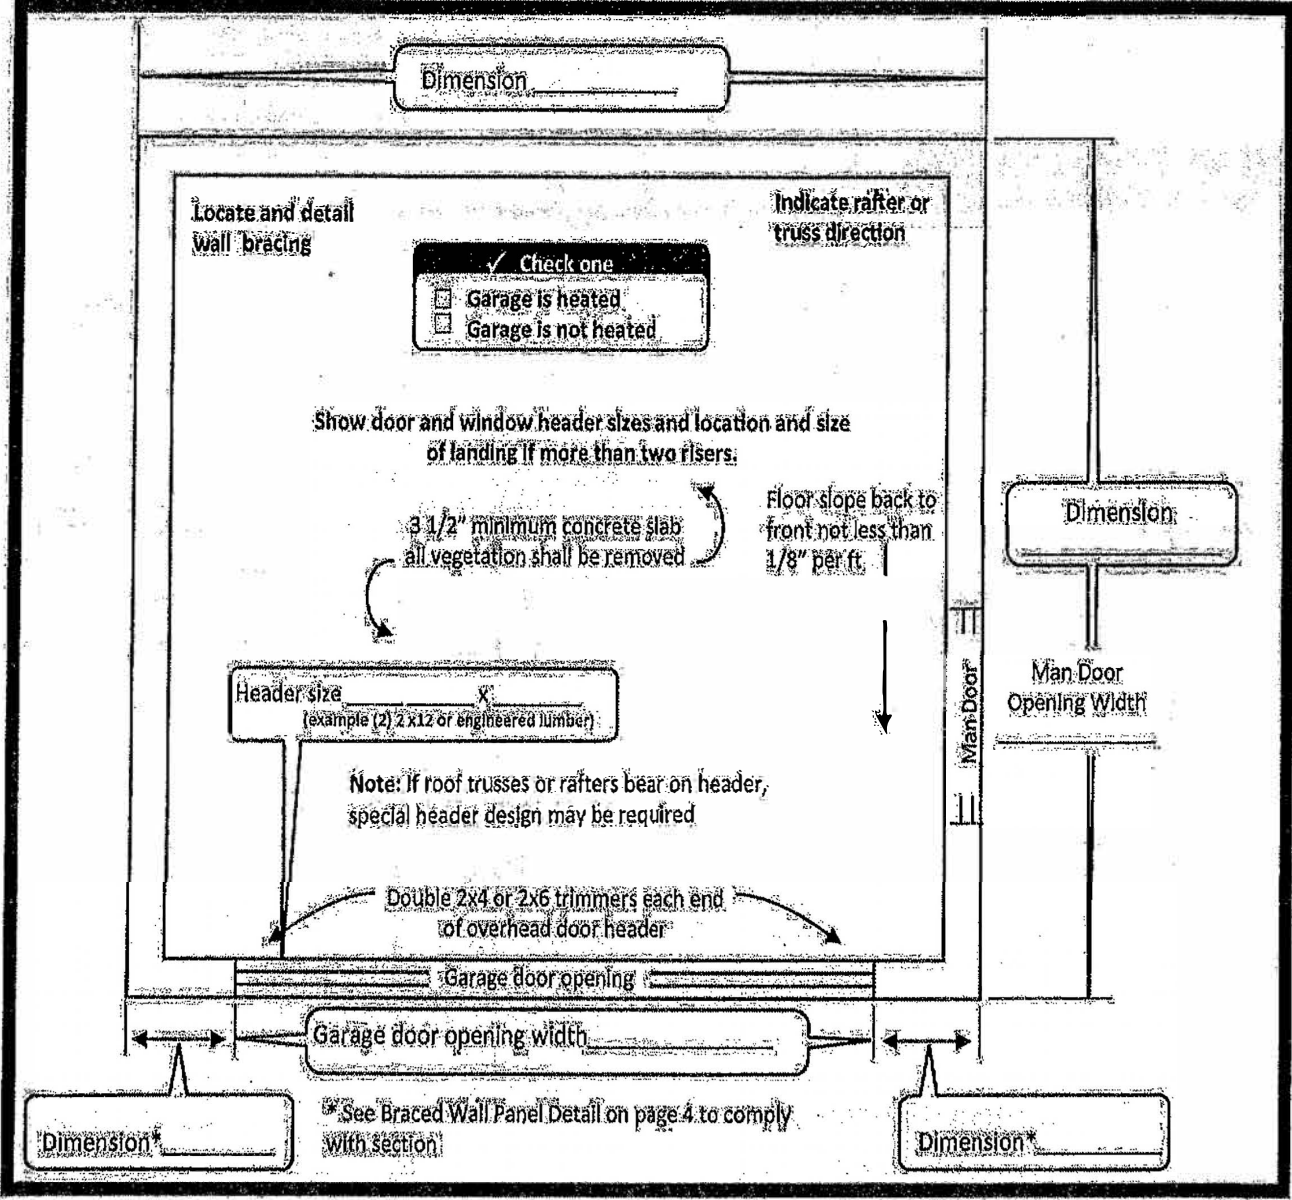 Dimension
Locate and detail
wall bracing
Indicate rafter or
truss direction
✓ Check one
Garage is heated
Garage is not heated
Show door and window header sizes and location and size
of landing if more than two risers.
3 1/2" minimum concrete slab
all vegetation shall be removed
Floor slope back to
front not less than
1/8" per ft
Dimension
Man Door
Opening Width
Man Door
Header size ______ ______ x ______
(example (2) 2 x12 or engineered lumber)
Note: If roof trusses or rafters bear on header,
special header design may be required
Double 2x4 or 2x6 trimmers each end
of overhead door header
Garage door opening
Garage door opening width
* See Braced Wall Panel Detail on page 4 to comply
with section
Dimension*
Dimension*